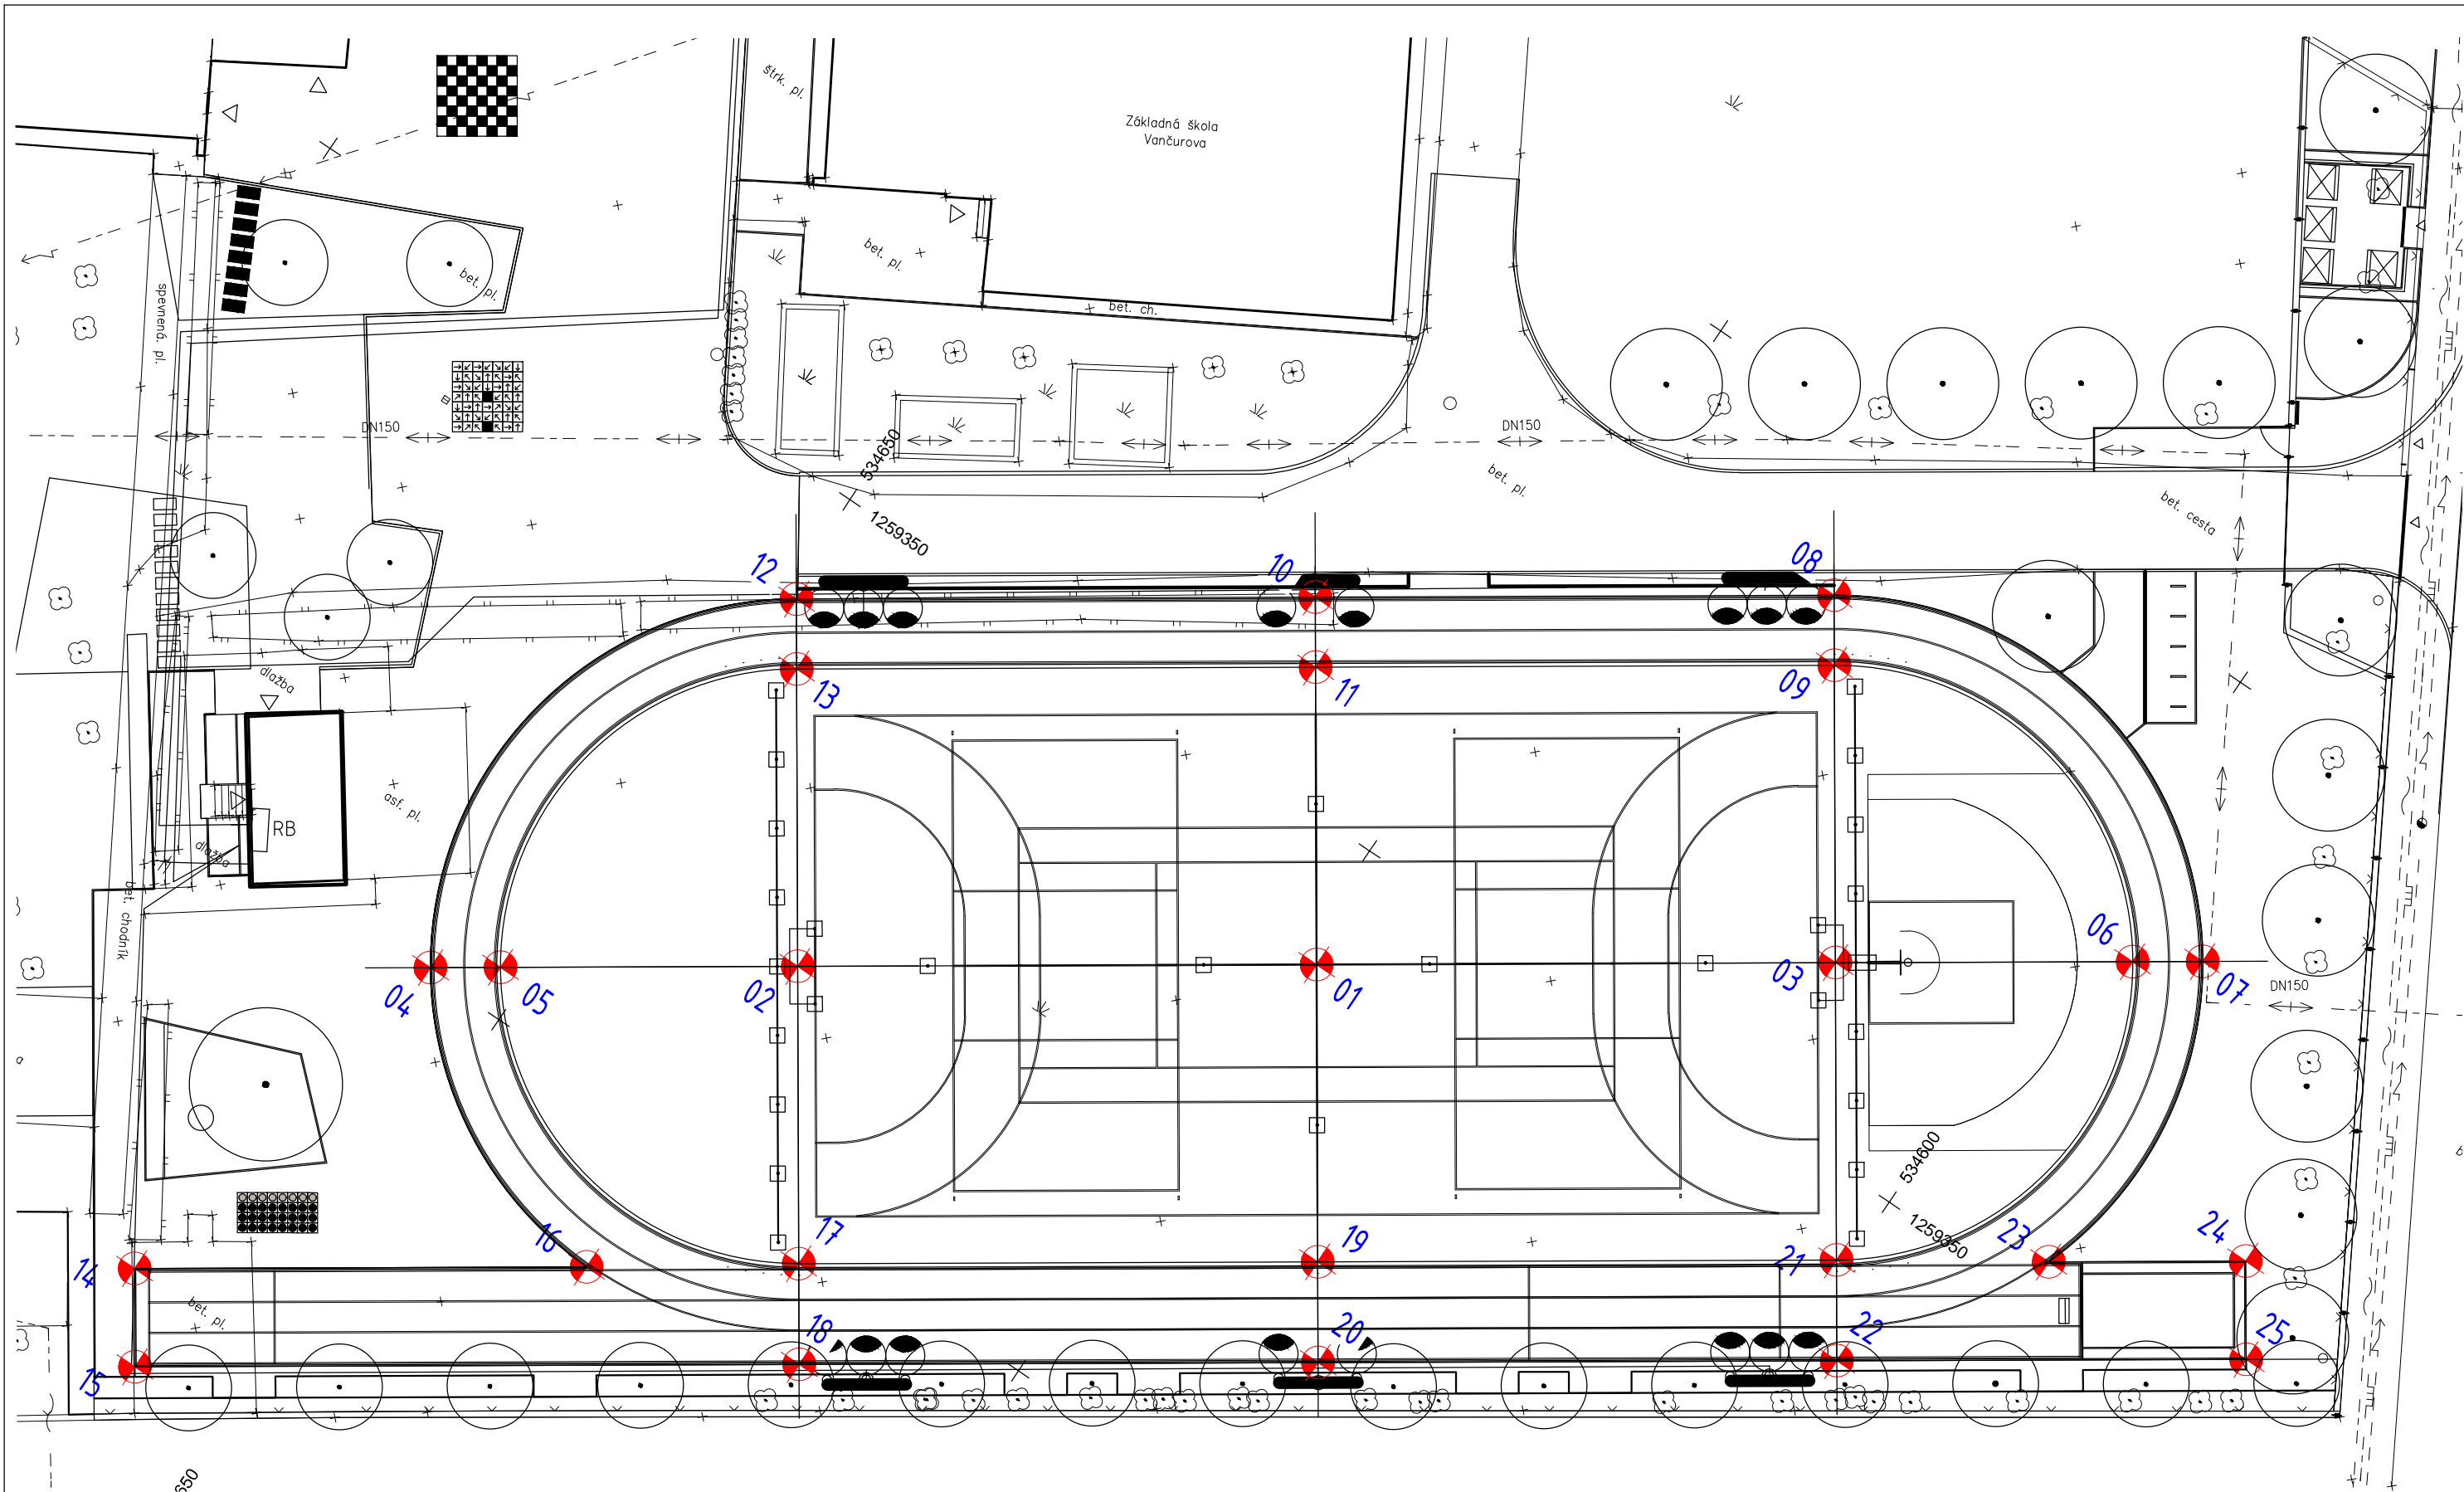 štrk. pl.
Základná škola
Vančurova
bet. pl.
bet. pl.
spevnená. pl.
bet. ch.
DN150
DN150
534650
bet. pl.
bet. cesta
1259350
12
10
08
dlažba
13
11
09
asf. pl.
RB
dlažba
bet. chodník
06
04
05
02
01
03
07
DN150
534600
1259350
16
17
19
21
23
24
14
bet. pl.
18
20
22
25
15